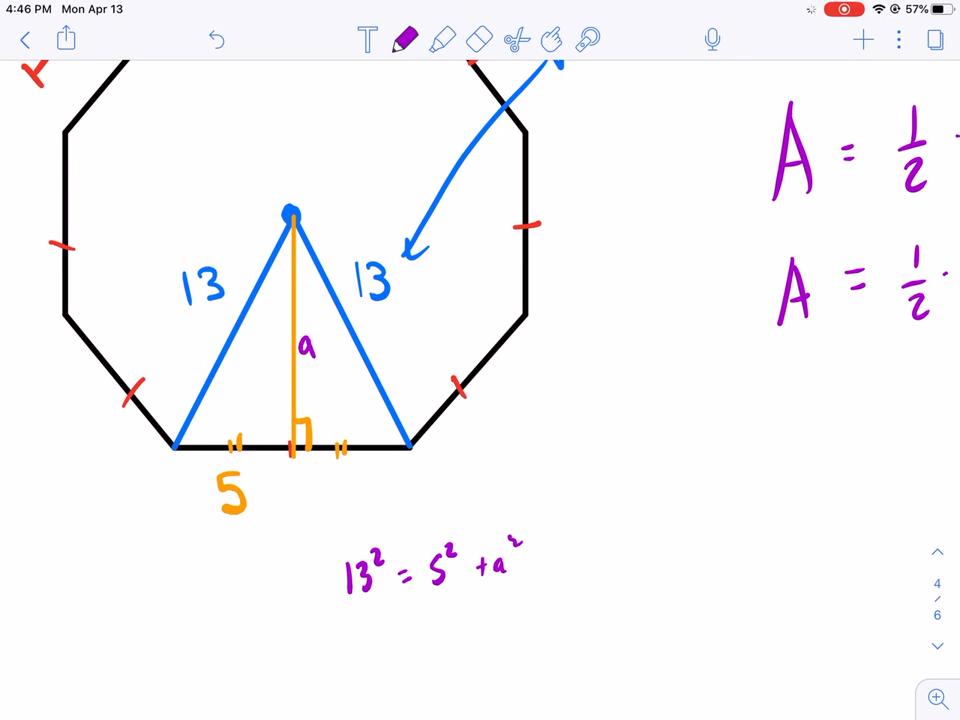 4:46 PM Mon Apr 13
57%
T
A = 1/2
13
13
A = 1/2 ·
a
5
13² = 5² + a²
4
/
6